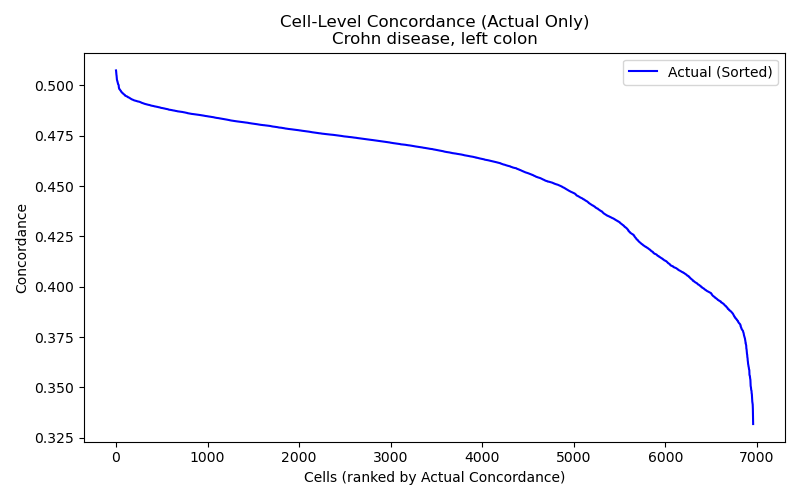 Cell-Level Concordance (Actual Only)
Crohn disease, left colon
Actual (Sorted)
Concordance
0.500
0.475
0.450
0.425
0.400
0.375
0.350
0.325
0 1000 2000 3000 4000 5000 6000 7000
Cells (ranked by Actual Concordance)